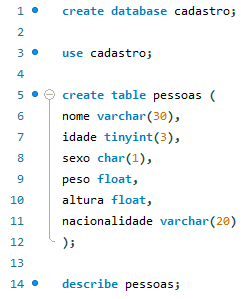 1 create database cadastro;
2
3 use cadastro;
4
5 create table pessoas (
6 nome varchar(30),
7 idade tinyint(3),
8 sexo char(1),
9 peso float,
10 altura float,
11 nacionalidade varchar(20)
12 );
13
14 describe pessoas;